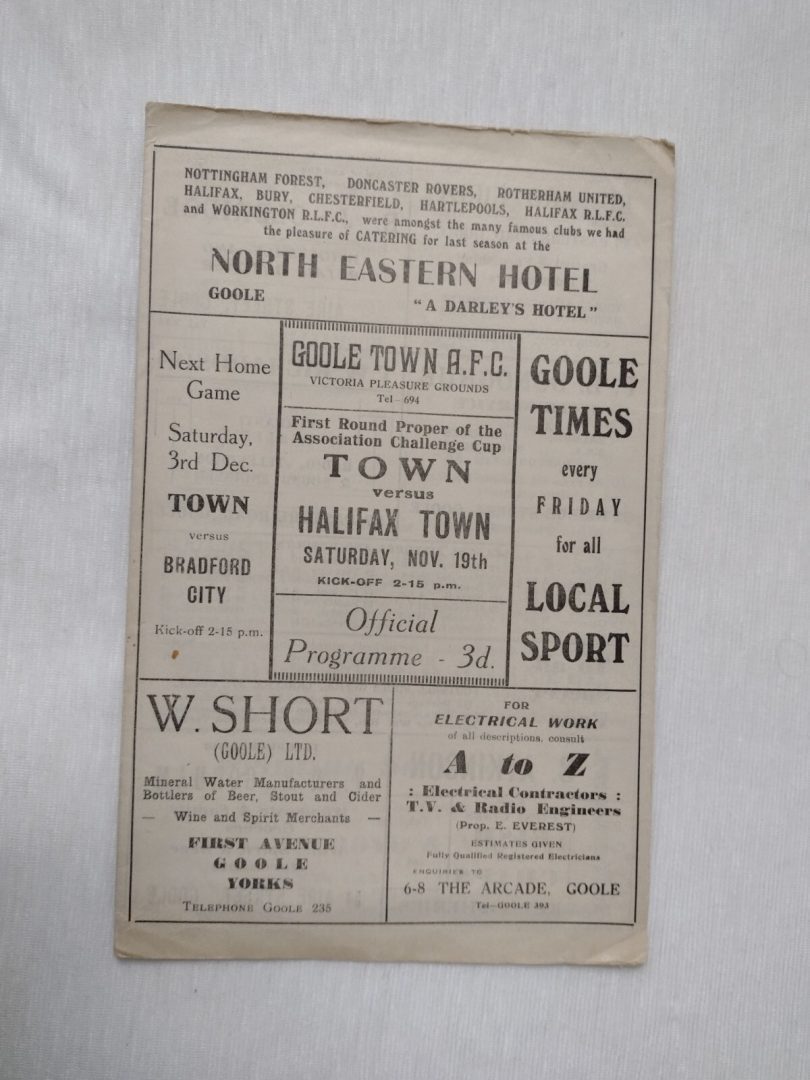 NOTTINGHAM FOREST, DONCASTER ROVERS, ROTHERHAM UNITED,
HALIFAX, BURY, CHESTERFIELD, HARTLEPOOLS, HALIFAX R.L.F.C.
and WORKINGTON R.L.F.C., were amongst the many famous clubs we had
the pleasure of CATERING for last season at the
NORTH EASTERN HOTEL
GOOLE "A DARLEY'S HOTEL"
Next Home
Game
Saturday,
3rd Dec.
TOWN
versus
BRADFORD
CITY
Kick-off 2-15 p.m.
GOOLE TOWN A.F.C.
VICTORIA PLEASURE GROUNDS
Tel—694
First Round Proper of the
Association Challenge Cup
TOWN
versus
HALIFAX TOWN
SATURDAY, NOV. 19th
KICK-OFF 2-15 p.m.
Official
Programme - 3d.
GOOLE
TIMES
every
FRIDAY
for all
LOCAL
SPORT
W. SHORT
(GOOLE) LTD.
Mineral Water Manufacturers and
Bottlers of Beer, Stout and Cider
— Wine and Spirit Merchants —
FIRST AVENUE
GOOLE
YORKS
TELEPHONE GOOLE 235
FOR
ELECTRICAL WORK
of all descriptions, consult
A to Z
: Electrical Contractors :
T.V. & Radio Engineers
(Prop. E. EVEREST)
ESTIMATES GIVEN
Fully Qualified Registered Electricians
ENQUIRIES TO
6-8 THE ARCADE, GOOLE
Tel—GOOLE 393